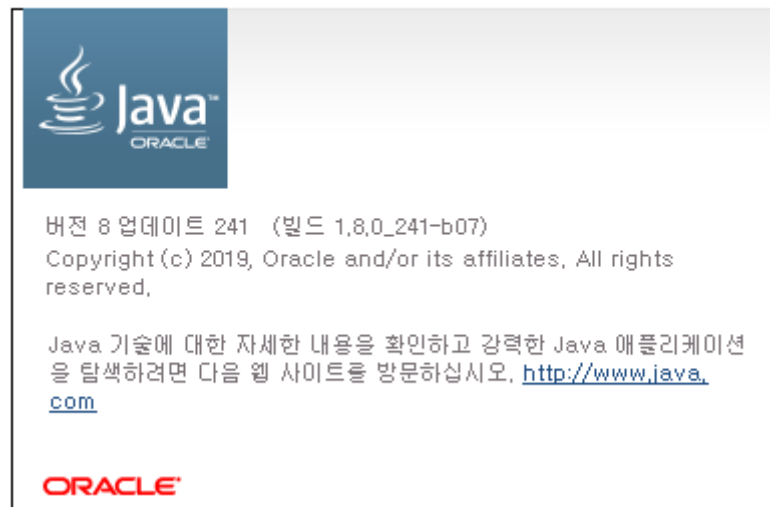 Java™
ORACLE
버전 8 업데이트 241 (빌드 1.8.0_241-b07)
Copyright (c) 2019, Oracle and/or its affiliates. All rights
reserved.
Java 기술에 대한 자세한 내용을 확인하고 강력한 Java 애플리케이션
을 탐색하려면 다음 웹 사이트를 방문하십시오. http://www.java.
com
ORACLE